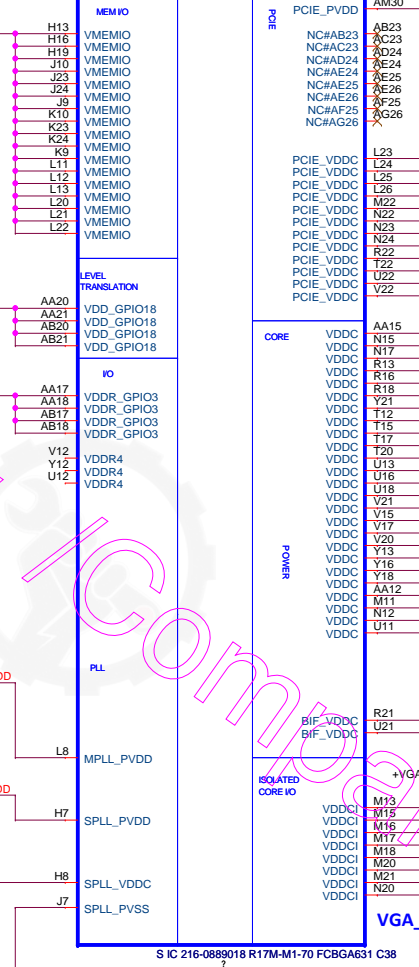 MEM I/O
H13 VMEMIO
H16 VMEMIO
H19 VMEMIO
J10 VMEMIO
J23 VMEMIO
J24 VMEMIO
J9 VMEMIO
K10 VMEMIO
K23 VMEMIO
K24 VMEMIO
K9 VMEMIO
L11 VMEMIO
L12 VMEMIO
L13 VMEMIO
L20 VMEMIO
L21 VMEMIO
L22 VMEMIO
LEVEL
TRANSLATION
AA20 VDD_GPIO18
AA21 VDD_GPIO18
AB20 VDD_GPIO18
AB21 VDD_GPIO18
I/O
AA17 VDDR_GPIO3
AA18 VDDR_GPIO3
AB17 VDDR_GPIO3
AB18 VDDR_GPIO3
V12 VDDR4
Y12 VDDR4
U12 VDDR4
PLL
DD
L8 MPLL_PVDD
DD
H7 SPLL_PVDD
H8 SPLL_VDDC
J7 SPLL_PVSS
PCIE
PCIE_PVDD AM30
NC#AB23 AB23
NC#AC23 AC23
NC#AD24 AD24
NC#AE24 AE24
NC#AE25 AE25
NC#AE26 AE26
NC#AF25 AF25
NC#AG26 AG26
PCIE_VDDC L23
PCIE_VDDC L24
PCIE_VDDC L25
PCIE_VDDC L26
PCIE_VDDC M22
PCIE_VDDC N22
PCIE_VDDC N23
PCIE_VDDC N24
PCIE_VDDC R22
PCIE_VDDC T22
PCIE_VDDC U22
PCIE_VDDC V22
CORE
VDDC AA15
VDDC N15
VDDC N17
VDDC R13
VDDC R16
VDDC R18
VDDC Y21
VDDC T12
VDDC T15
VDDC T17
VDDC T20
VDDC U13
VDDC U16
VDDC U18
VDDC V21
VDDC V15
VDDC V17
VDDC V20
VDDC Y13
VDDC Y16
VDDC Y18
VDDC AA12
VDDC M11
VDDC N12
VDDC U11
POWER
BIF_VDDC R21
BIF_VDDC U21
ISOLATED
CORE I/O
+VGA
VDDCI M13
VDDCI M15
VDDCI M16
VDDCI M17
VDDCI M18
VDDCI M20
VDDCI M21
VDDCI N20
VGA_
S IC 216-0889018 R17M-M1-70 FCBGA631 C38
?
l Compa